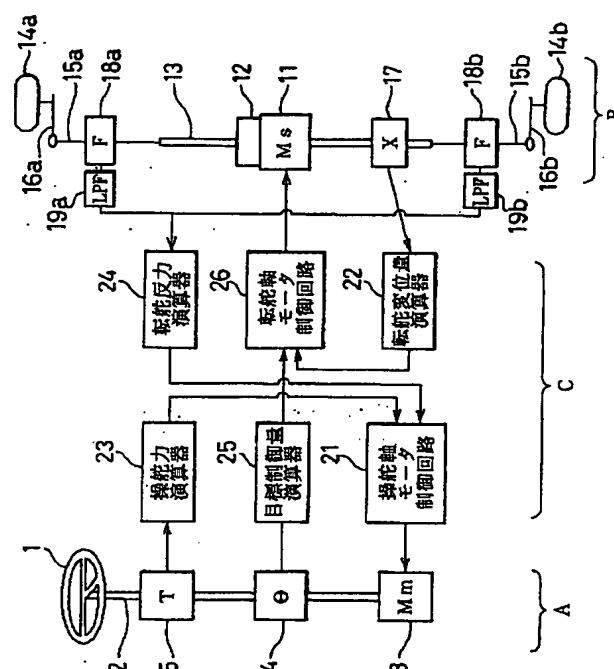 1
2
T
5
Θ
4
Mm
3
A
23
操舵力
演算器
25
目標制御量
演算器
21
操舵軸
モータ
制御回路
C
24
転舵反力
演算器
26
転舵軸
モータ
制御回路
22
転舵変位量
演算器
14a
15a
16a
18a
F
19a
LPF
13
12
11
Ms
17
X
18b
F
19b
LPF
15b
16b
14b
B